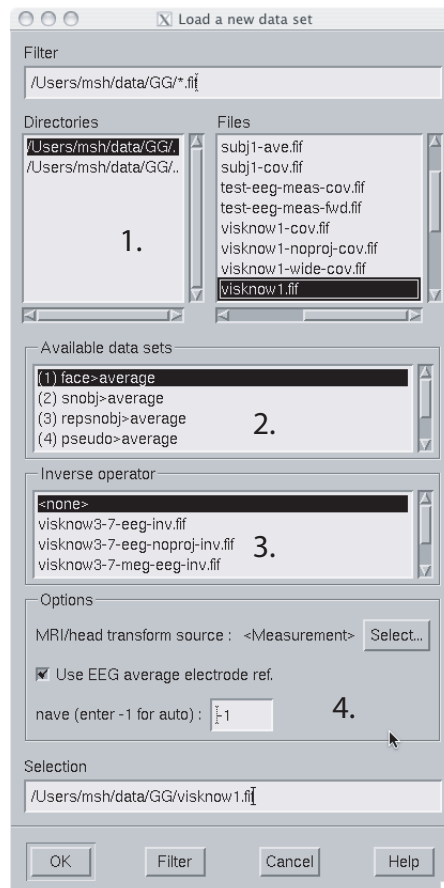 Load a new data set
Filter
/Users/msh/data/GG/*.fif
Directories
/Users/msh/data/GG/.
/Users/msh/data/GG/..
1.
Files
subj1-ave.fif
subj1-cov.fif
test-eeg-meas-cov.fif
test-eeg-meas-fwd.fif
visknow1-cov.fif
visknow1-noproj-cov.fif
visknow1-wide-cov.fif
visknow1.fif
Available data sets
(1) face>average
(2) snobj>average
(3) repsnobj>average
(4) pseudo>average
2.
Inverse operator
<none>
visknow3-7-eeg-inv.fif
visknow3-7-eeg-noproj-inv.fif
visknow3-7-meg-eeg-inv.fif
3.
Options
MRI/head transform source : <Measurement> Select...
Use EEG average electrode ref.
nave (enter -1 for auto) : -1
4.
Selection
/Users/msh/data/GG/visknow1.fif
OK Filter Cancel Help